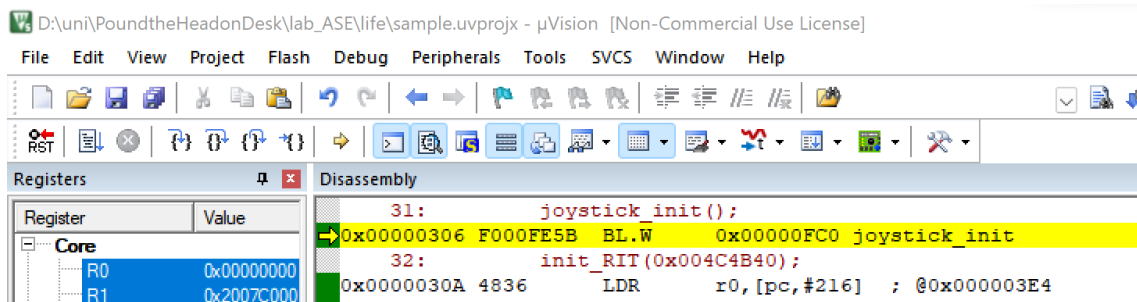 D:\uni\PoundtheHeadonDesk\lab_ASE\life\sample.uvprojx - µVision [Non-Commercial Use License]
File Edit View Project Flash Debug Peripherals Tools SVCS Window Help
RST
Registers
Disassembly
Register Value
Core
R0 0x00000000
R1 0x2007C000
31: joystick_init();
0x00000306 F000FE5B BL.W 0x00000FC0 joystick_init
32: init_RIT(0x004C4B40);
0x0000030A 4836 LDR r0,[pc,#216] ; @0x000003E4